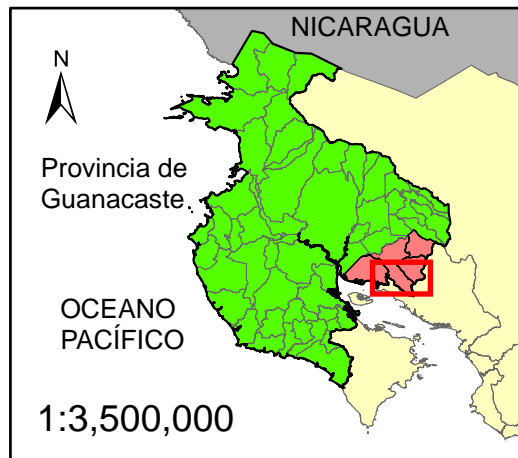 NICARAGUA
N
Provincia de
Guanacaste
OCEANO
PACÍFICO
1:3,500,000